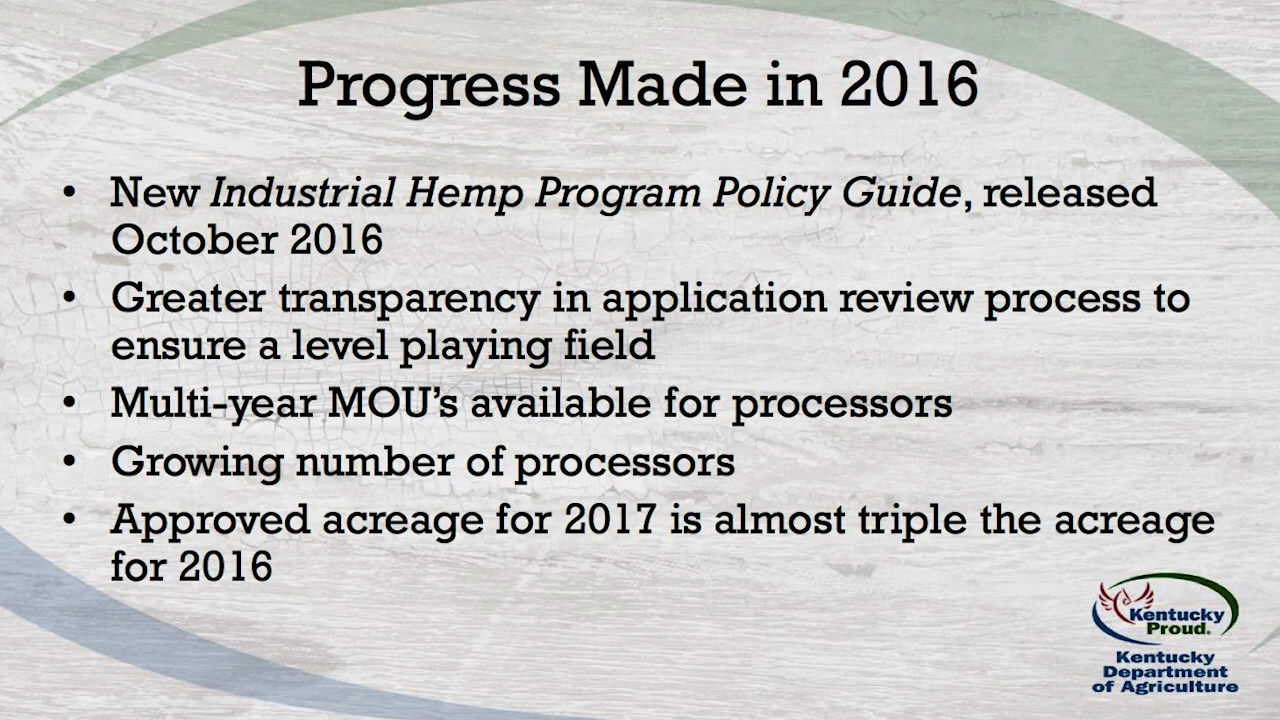 Progress Made in 2016
• New Industrial Hemp Program Policy Guide, released
October 2016
• Greater transparency in application review process to
ensure a level playing field
• Multi-year MOU’s available for processors
• Growing number of processors
• Approved acreage for 2017 is almost triple the acreage
for 2016
Kentucky
Proud.
Kentucky
Department
of Agriculture